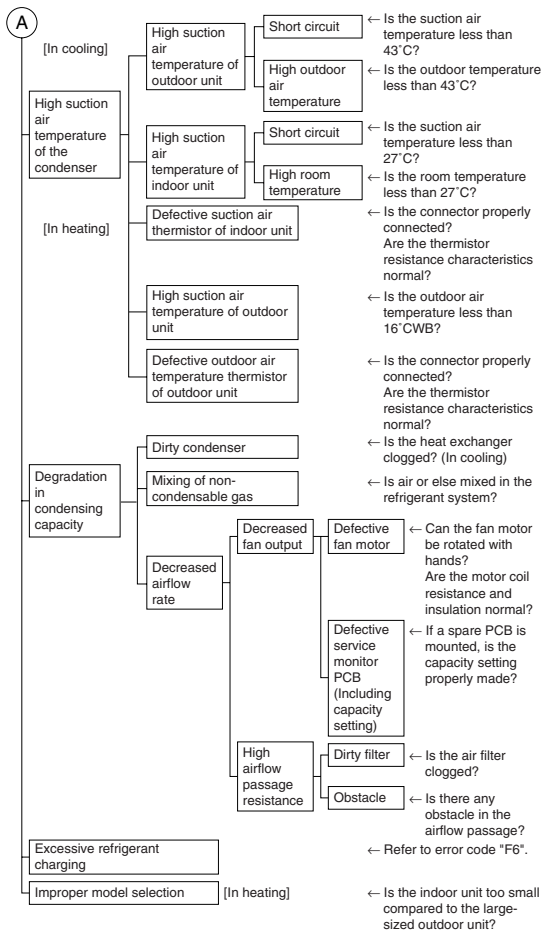 A
[In cooling]
High suction
air
temperature
of the
condenser
High suction
air
temperature of
outdoor unit
Short circuit
← Is the suction air
temperature less than
43˚C?
High outdoor
air
temperature
← Is the outdoor temperature
less than 43˚C?
High suction
air
temperature of
indoor unit
Short circuit
← Is the suction air
temperature less than
27˚C?
High room
temperature
← Is the room temperature
less than 27˚C?
[In heating]
Defective suction air
thermistor of indoor unit
← Is the connector properly
connected?
Are the thermistor
resistance characteristics
normal?
High suction air
temperature of outdoor
unit
← Is the outdoor air
temperature less than
16˚CWB?
Defective outdoor air
temperature thermistor
of outdoor unit
← Is the connector properly
connected?
Are the thermistor
resistance characteristics
normal?
Degradation
in
condensing
capacity
Dirty condenser
← Is the heat exchanger
clogged? (In cooling)
Mixing of non-
condensable gas
← Is air or else mixed in the
refrigerant system?
Decreased
airflow
rate
Decreased
fan output
Defective
fan motor
← Can the fan motor
be rotated with
hands?
Are the motor coil
resistance and
insulation normal?
Defective
service
monitor
PCB
(Including
capacity
setting)
← If a spare PCB is
mounted, is the
capacity setting
properly made?
High
airflow
passage
resistance
Dirty filter
← Is the air filter
clogged?
Obstacle
← Is there any
obstacle in the
airflow passage?
Excessive refrigerant
charging
← Refer to error code "F6".
Improper model selection
[In heating]
← Is the indoor unit too small
compared to the large-
sized outdoor unit?